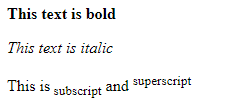 This text is bold
This text is italic
This is subscript and superscript